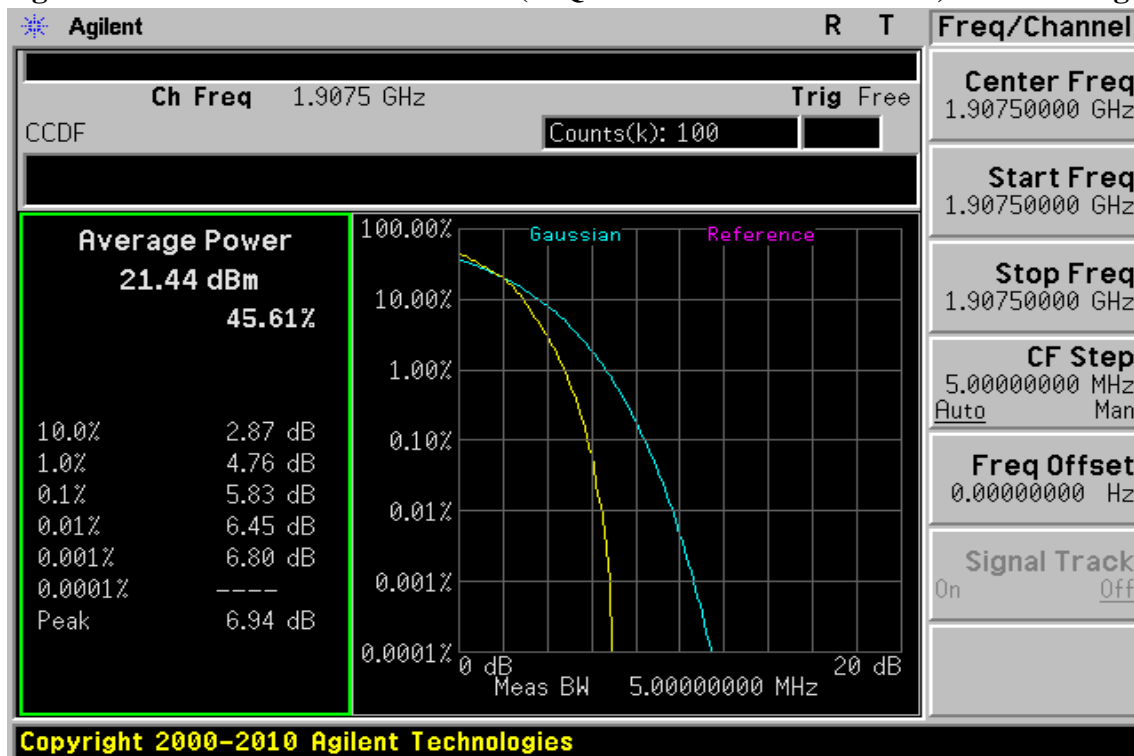 Agilent R T
Freq/Channel
Ch Freq 1.9075 GHz Trig Free
CCDF Counts(k): 100
Center Freq
1.90750000 GHz
Start Freq
1.90750000 GHz
Stop Freq
1.90750000 GHz
CF Step
5.00000000 MHz
Auto Man
Freq Offset
0.00000000 Hz
Signal Track
On Off
Average Power
21.44 dBm
45.61%
10.0% 2.87 dB
1.0% 4.76 dB
0.1% 5.83 dB
0.01% 6.45 dB
0.001% 6.80 dB
0.0001% ----
Peak 6.94 dB
Gaussian Reference
100.00%
10.00%
1.00%
0.10%
0.01%
0.001%
0.0001%
0 dB 20 dB
Meas BW 5.00000000 MHz
Copyright 2000-2010 Agilent Technologies